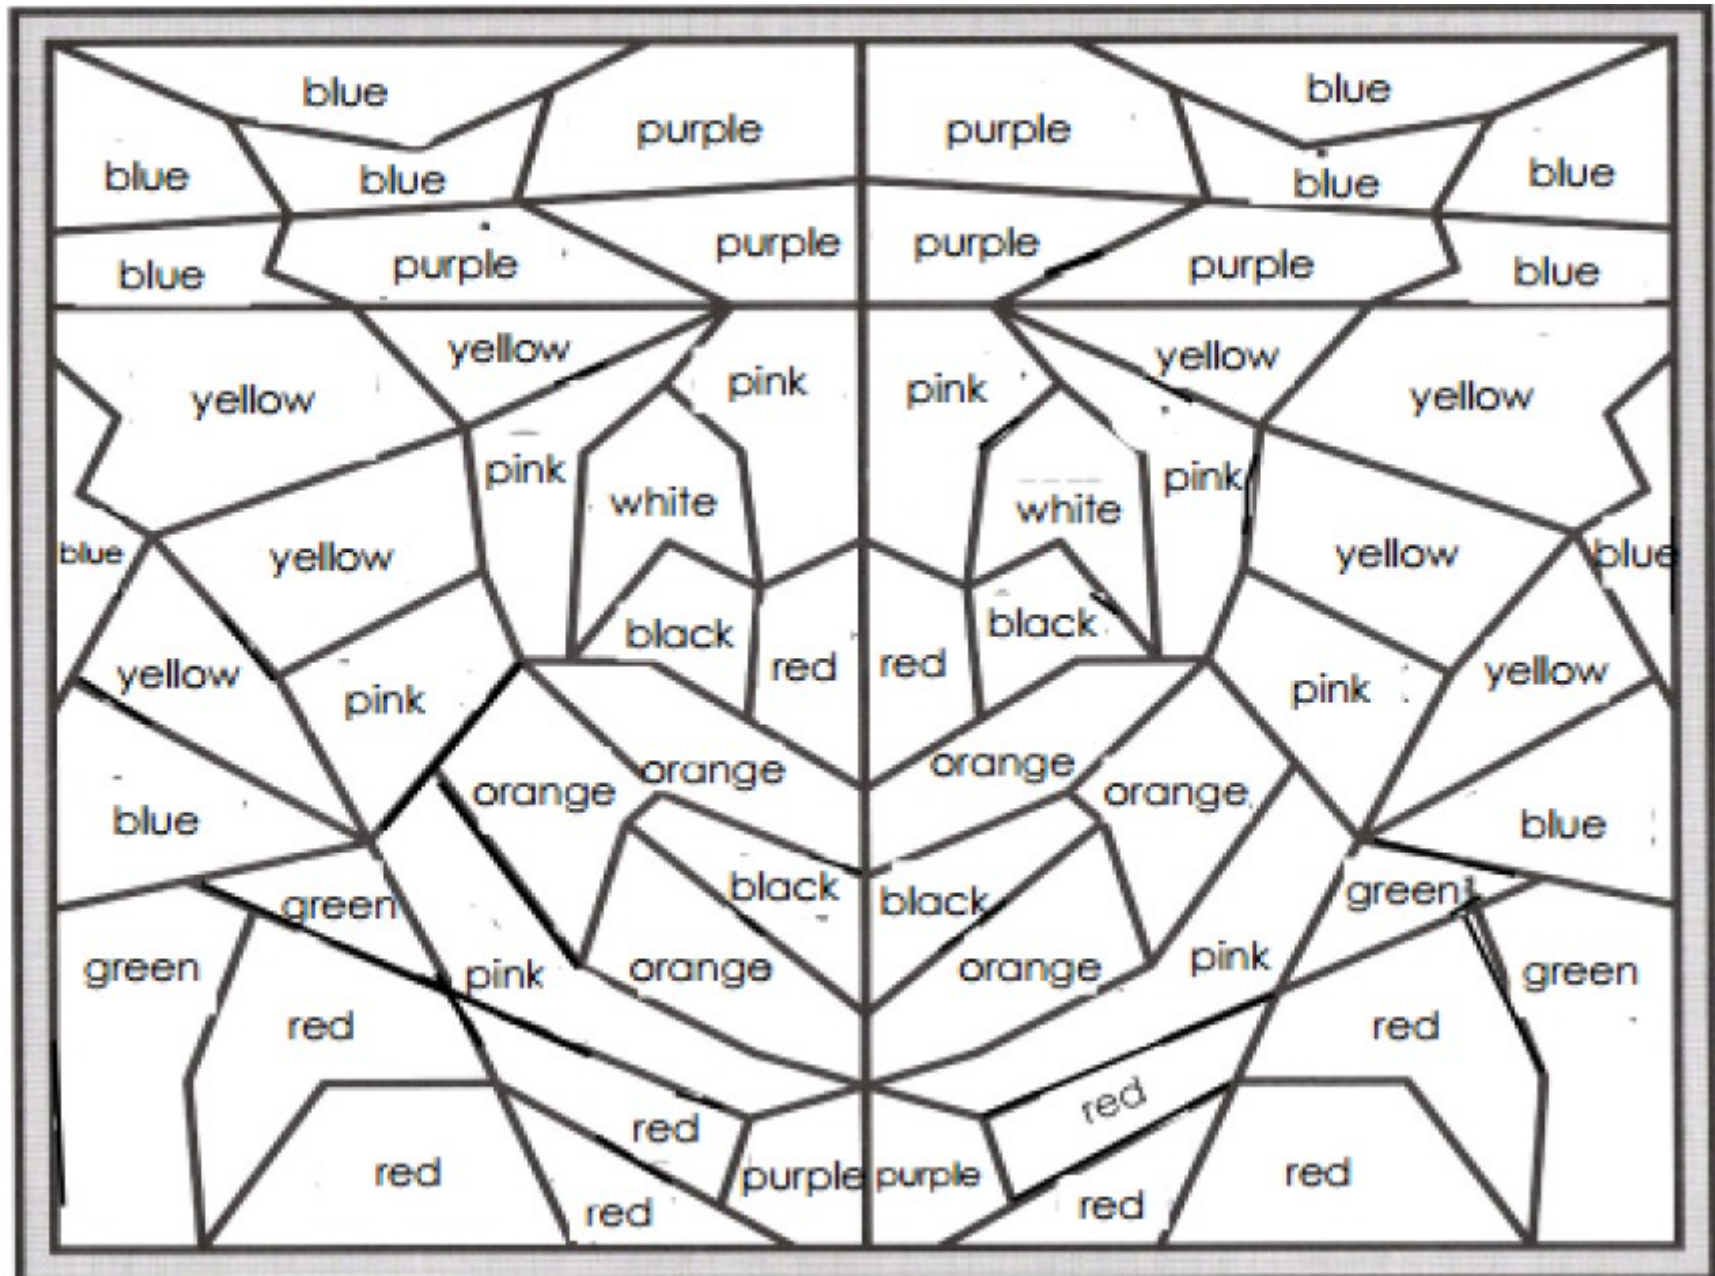 blue blue
purple purple
blue blue blue blue
purple purple
blue purple purple blue
yellow yellow
yellow pink pink yellow
pink pink
white white
blue yellow yellow blue
black black
yellow pink red red pink yellow
orange orange
orange orange
blue blue
black black
green green
green pink orange orange pink green
red red
red red
red purple purple red
red red